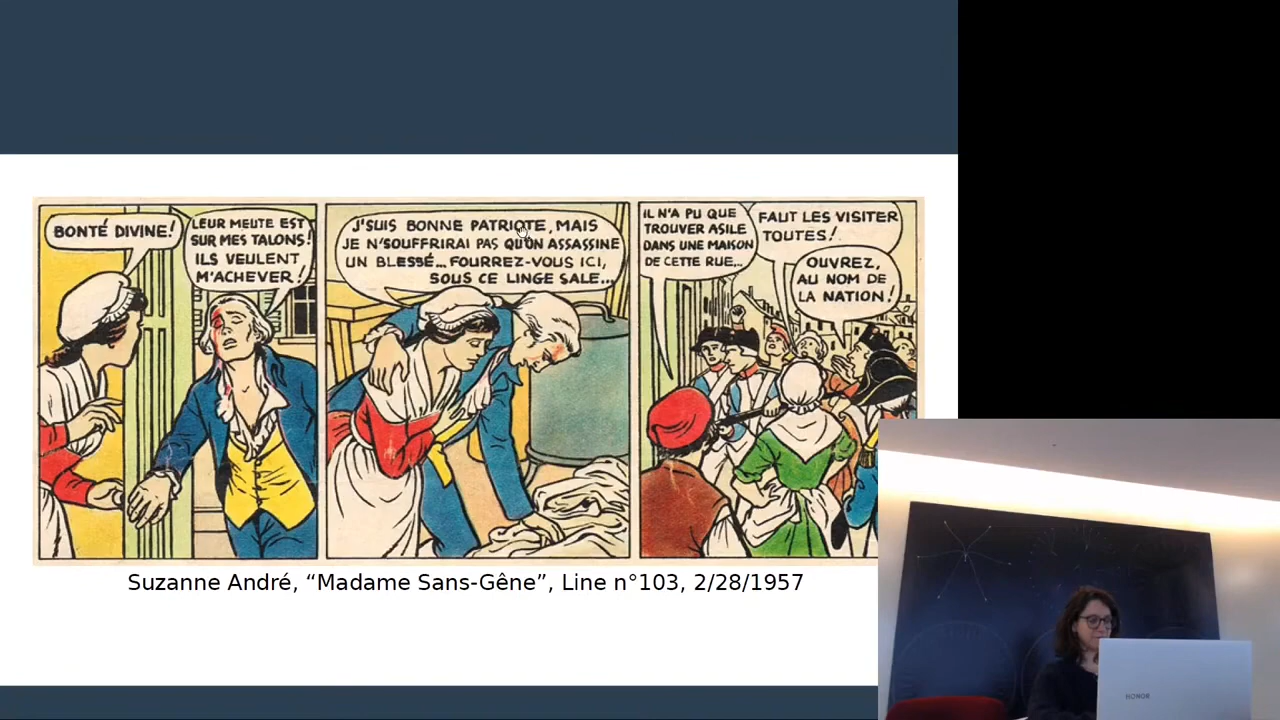 BONTÉ DIVINE!
LEUR MEUTE EST
SUR MES TALONS!
ILS VEULENT
M'ACHEVER!
J'SUIS BONNE PATRIOTE, MAIS
JE N'SOUFFRIRAI PAS QU'ON ASSASSINE
UN BLESSÉ... FOURREZ-VOUS ICI,
SOUS CE LINGE SALE...
IL N'A PU QUE
TROUVER ASILE
DANS UNE MAISON
DE CETTE RUE...
FAUT LES VISITER
TOUTES!
OUVREZ,
AU NOM DE
LA NATION!
Suzanne André, “Madame Sans-Gêne”, Line n°103, 2/28/1957
HONOR